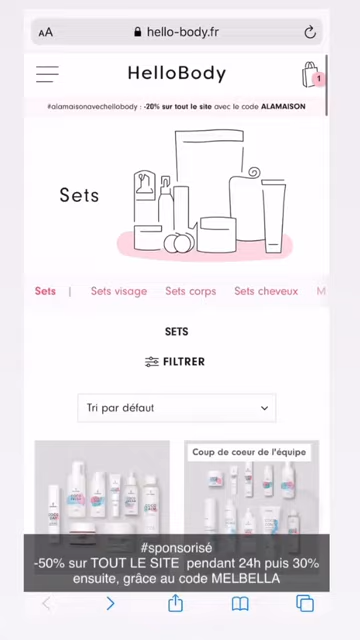 AA hello-body.fr
HelloBody
1
#alamaisonavechellobody : -20% sur tout le site avec le code ALAMAISON
Sets
Sets | Sets visage Sets corps Sets cheveux M
SETS
FILTRER
Tri par défaut
Coup de coeur de l'équipe
#sponsorisé
-50% sur TOUT LE SITE pendant 24h puis 30%
ensuite, grâce au code MELBELLA